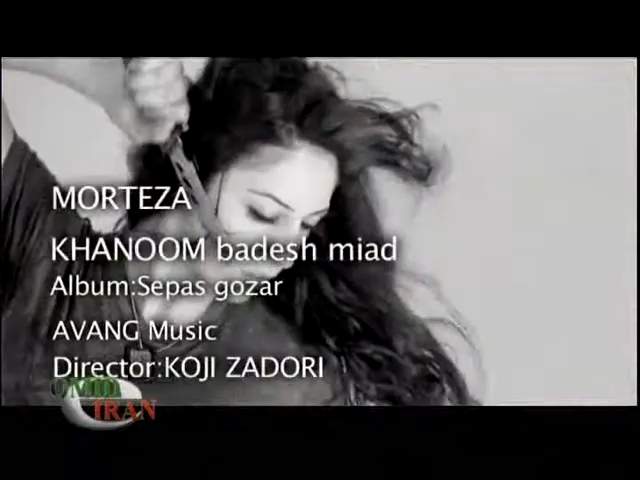 MORTEZA
KHANOOM badesh miad
Album:Sepas gozar
AVANG Music
Director:KOJI ZADORI
OMID
IRAN